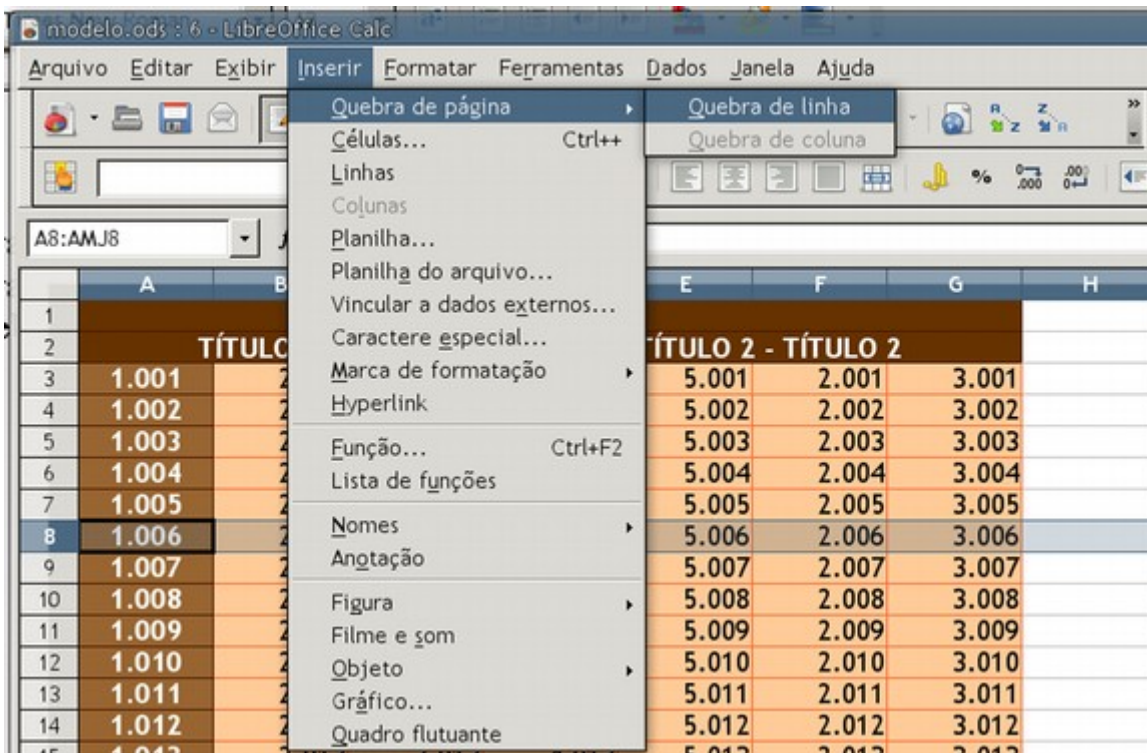 modelo.ods : 6 - LibreOffice Calc
Arquivo Editar Exibir Inserir Formatar Ferramentas Dados Janela Ajuda
Quebra de página
Quebra de linha
Células... Ctrl++
Quebra de coluna
Linhas
Colunas
Planilha...
Planilha do arquivo...
Vincular a dados externos...
Caractere especial...
Marca de formatação
Hyperlink
Função... Ctrl+F2
Lista de funções
Nomes
Anotação
Figura
Filme e som
Objeto
Gráfico...
Quadro flutuante
A8:AMJ8
A B E F G H
1
2 TÍTULO 2 - TÍTULO 2
3 1.001 5.001 2.001 3.001
4 1.002 5.002 2.002 3.002
5 1.003 5.003 2.003 3.003
6 1.004 5.004 2.004 3.004
7 1.005 5.005 2.005 3.005
8 1.006 5.006 2.006 3.006
9 1.007 5.007 2.007 3.007
10 1.008 5.008 2.008 3.008
11 1.009 5.009 2.009 3.009
12 1.010 5.010 2.010 3.010
13 1.011 5.011 2.011 3.011
14 1.012 5.012 2.012 3.012